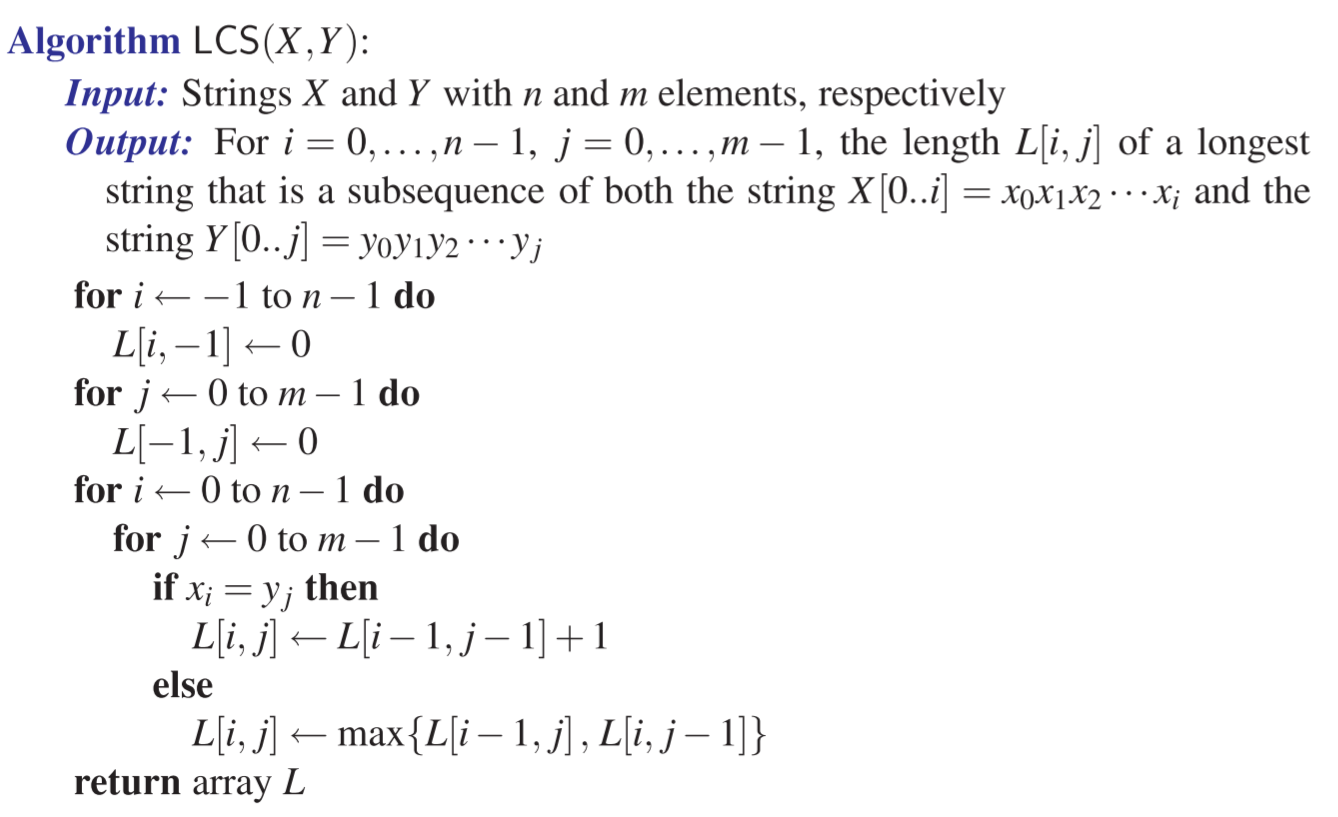 Algorithm LCS(X,Y):
Input: Strings X and Y with n and m elements, respectively
Output: For i = 0,...,n − 1, j = 0,...,m − 1, the length L[i, j] of a longest
string that is a subsequence of both the string X[0..i] = x₀x₁x₂⋯xᵢ and the
string Y[0..j] = y₀y₁y₂⋯yⱼ
for i ← −1 to n − 1 do
L[i,−1] ← 0
for j ← 0 to m − 1 do
L[−1, j] ← 0
for i ← 0 to n − 1 do
for j ← 0 to m − 1 do
if xᵢ = yⱼ then
L[i, j] ← L[i − 1, j − 1] + 1
else
L[i, j] ← max{L[i − 1, j], L[i, j − 1]}
return array L